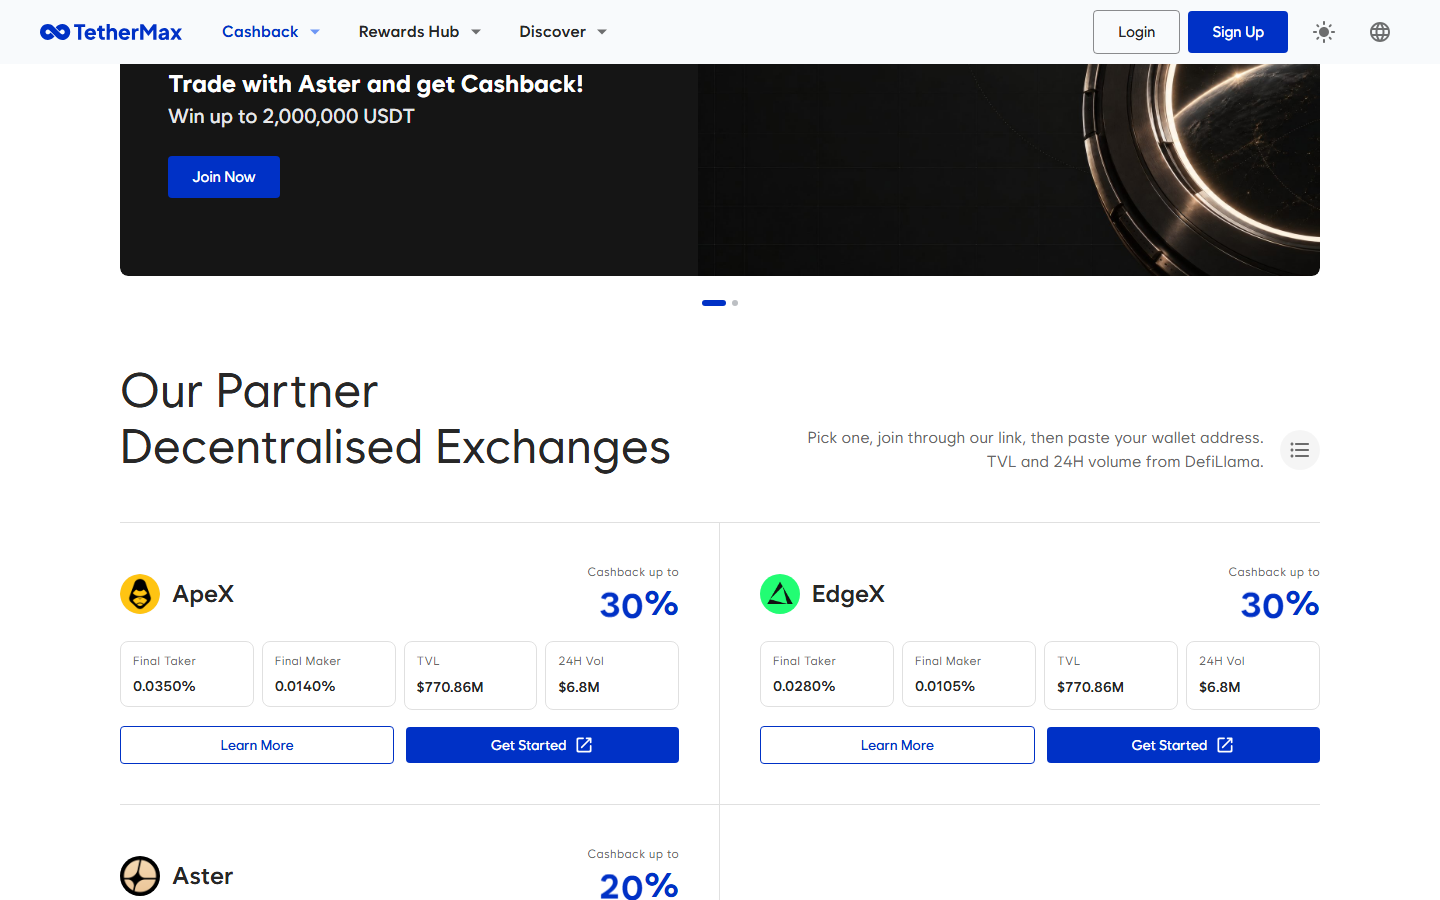 TetherMax
Cashback
Rewards Hub
Discover
Login
Sign Up
Trade with Aster and get Cashback!
Win up to 2,000,000 USDT
Join Now
Our Partner
Decentralised Exchanges
Pick one, join through our link, then paste your wallet address.
TVL and 24H volume from DefiLlama.
ApeX
Cashback up to
30%
Final Taker
0.0350%
Final Maker
0.0140%
TVL
$770.86M
24H Vol
$6.8M
Learn More
Get Started
EdgeX
Cashback up to
30%
Final Taker
0.0280%
Final Maker
0.0105%
TVL
$770.86M
24H Vol
$6.8M
Learn More
Get Started
Aster
Cashback up to
20%